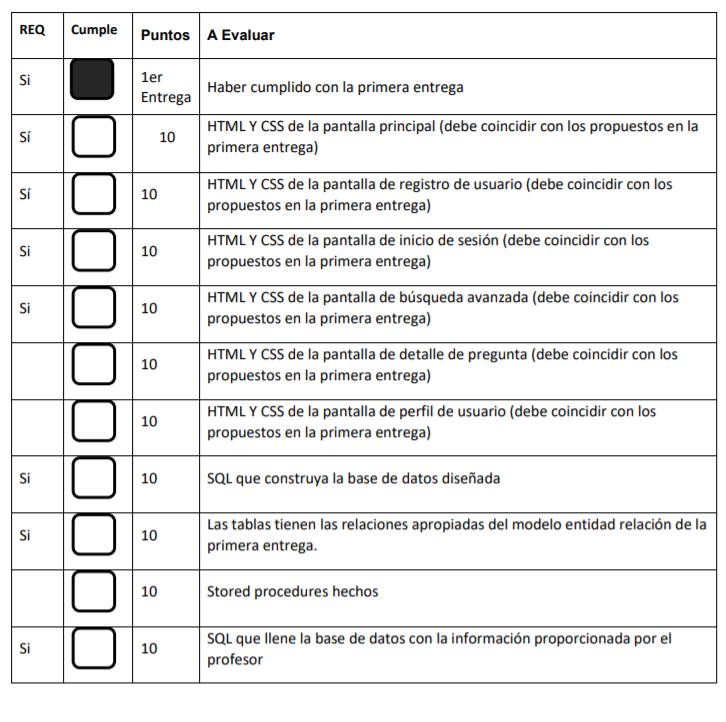 REQ Cumple Puntos A Evaluar
Si 1er
Entrega Haber cumplido con la primera entrega
Sí 10 HTML Y CSS de la pantalla principal (debe coincidir con los propuestos en la
primera entrega)
Sí 10 HTML Y CSS de la pantalla de registro de usuario (debe coincidir con los
propuestos en la primera entrega)
Si 10 HTML Y CSS de la pantalla de inicio de sesión (debe coincidir con los
propuestos en la primera entrega)
Si 10 HTML Y CSS de la pantalla de búsqueda avanzada (debe coincidir con los
propuestos en la primera entrega)
10 HTML Y CSS de la pantalla de detalle de pregunta (debe coincidir con los
propuestos en la primera entrega)
10 HTML Y CSS de la pantalla de perfil de usuario (debe coincidir con los
propuestos en la primera entrega)
Si 10 SQL que construya la base de datos diseñada
Si 10 Las tablas tienen las relaciones apropiadas del modelo entidad relación de la
primera entrega.
10 Stored procedures hechos
Si 10 SQL que llene la base de datos con la información proporcionada por el
profesor